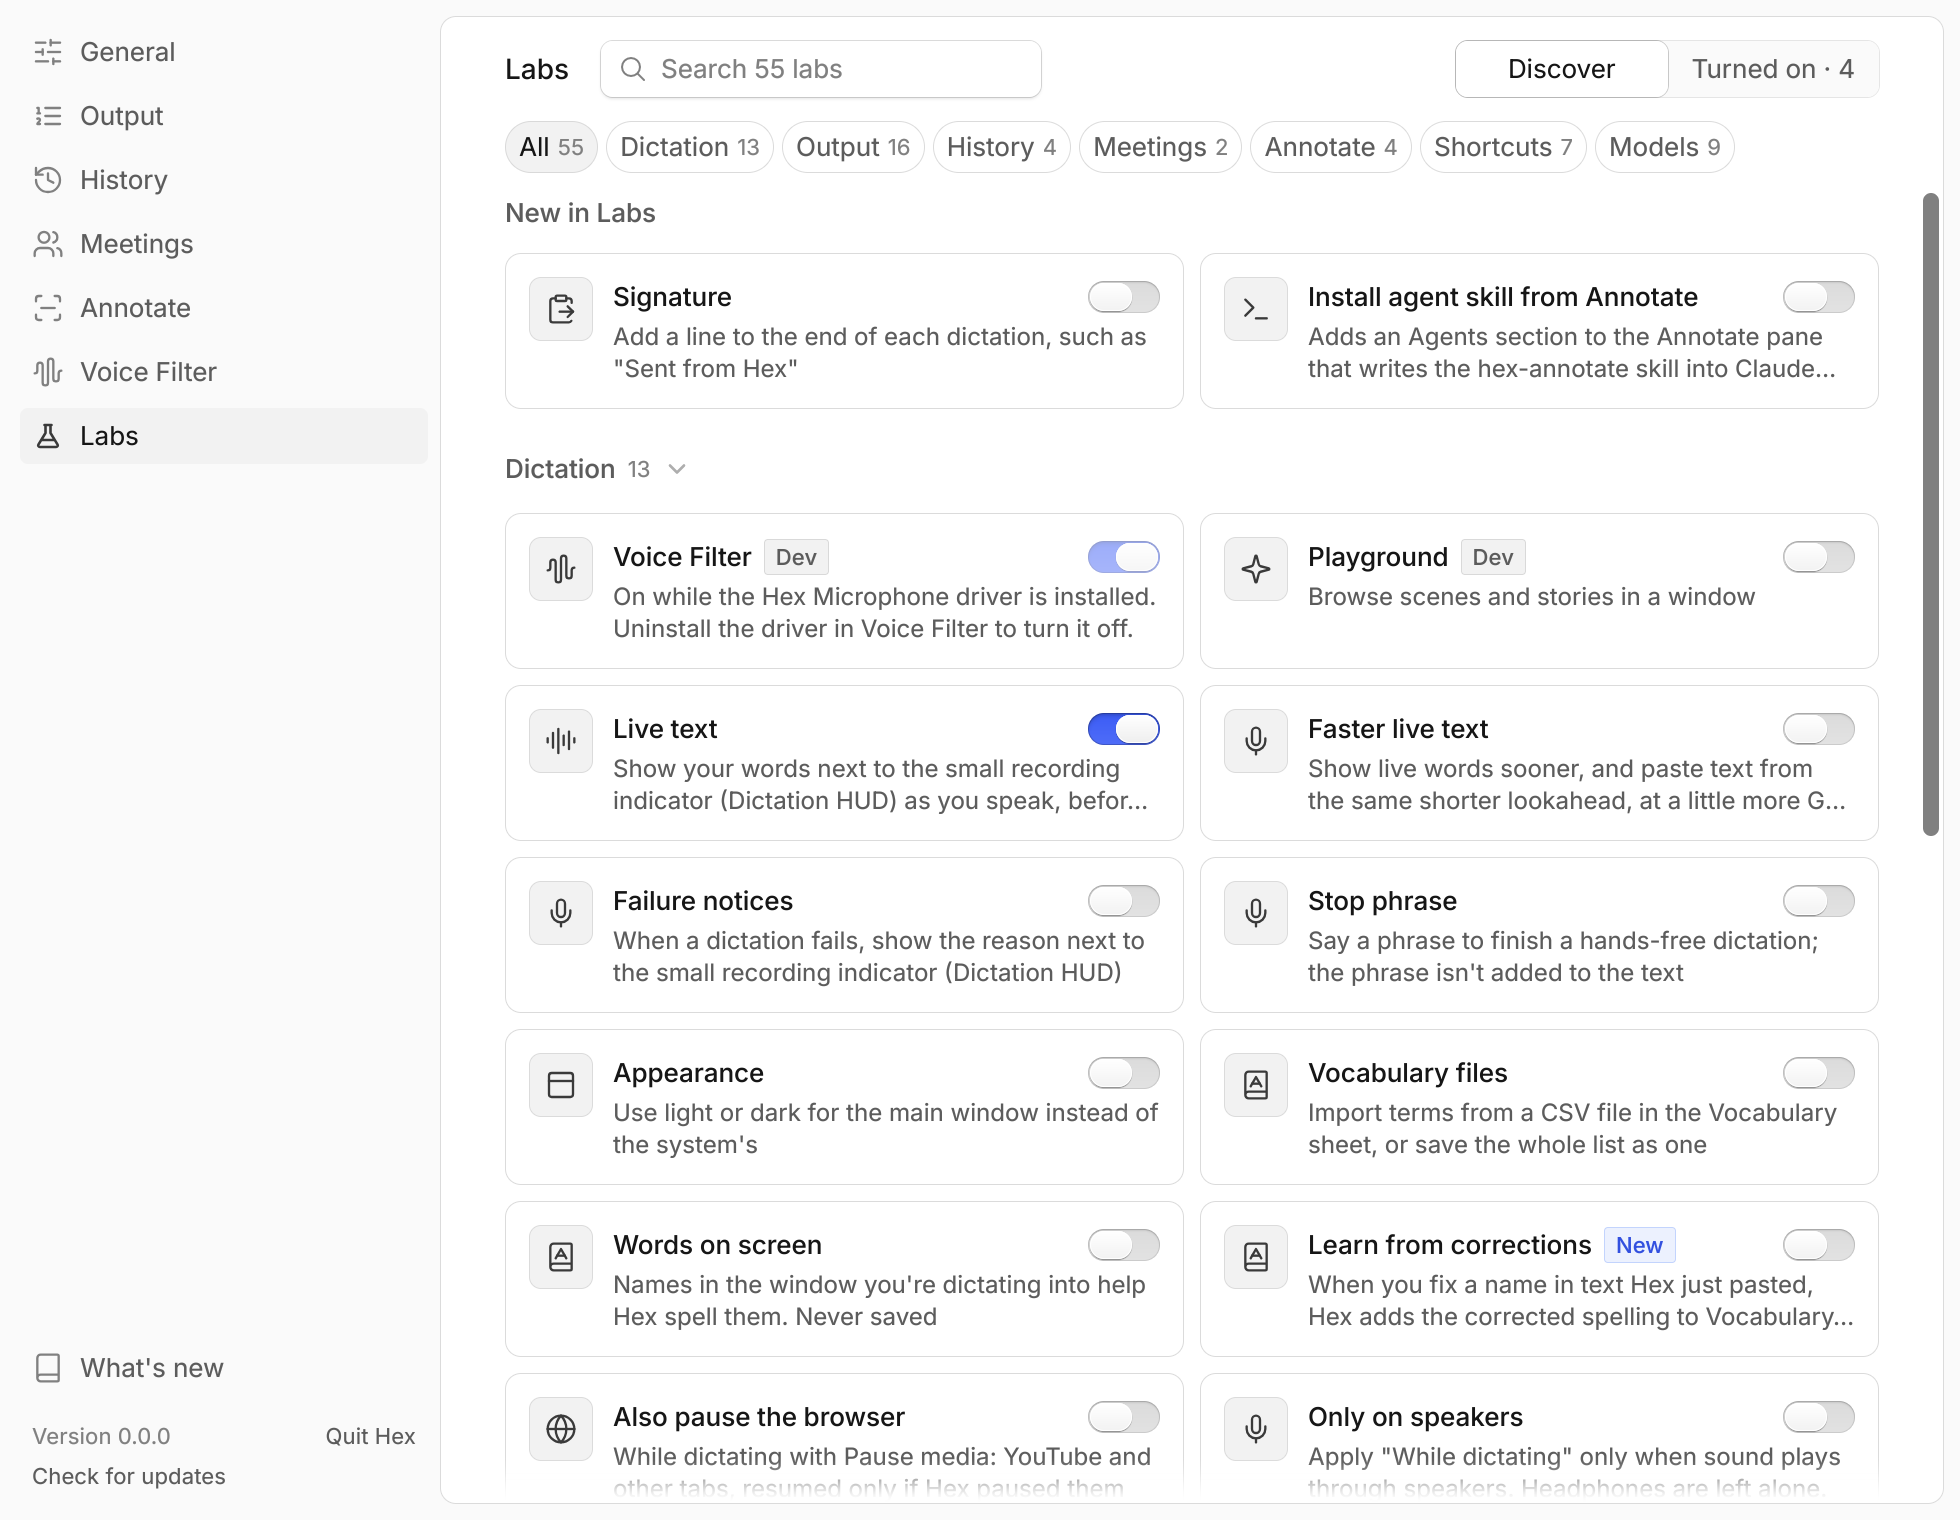 General
Output
History
Meetings
Annotate
Voice Filter
Labs
What's new
Version 0.0.0
Quit Hex
Check for updates
Labs
Search 55 labs
Discover
Turned on · 4
All 55
Dictation 13
Output 16
History 4
Meetings 2
Annotate 4
Shortcuts 7
Models 9
New in Labs
Signature
Add a line to the end of each dictation, such as
"Sent from Hex"
Install agent skill from Annotate
Adds an Agents section to the Annotate pane
that writes the hex-annotate skill into Claude...
Dictation 13
Voice Filter Dev
On while the Hex Microphone driver is installed.
Uninstall the driver in Voice Filter to turn it off.
Playground Dev
Browse scenes and stories in a window
Live text
Show your words next to the small recording
indicator (Dictation HUD) as you speak, befor...
Faster live text
Show live words sooner, and paste text from
the same shorter lookahead, at a little more G...
Failure notices
When a dictation fails, show the reason next to
the small recording indicator (Dictation HUD)
Stop phrase
Say a phrase to finish a hands-free dictation;
the phrase isn't added to the text
Appearance
Use light or dark for the main window instead of
the system's
Vocabulary files
Import terms from a CSV file in the Vocabulary
sheet, or save the whole list as one
Words on screen
Names in the window you're dictating into help
Hex spell them. Never saved
Learn from corrections New
When you fix a name in text Hex just pasted,
Hex adds the corrected spelling to Vocabulary...
Also pause the browser
While dictating with Pause media: YouTube and
other tabs, resumed only if Hex paused them
Only on speakers
Apply "While dictating" only when sound plays
through speakers. Headphones are left alone.